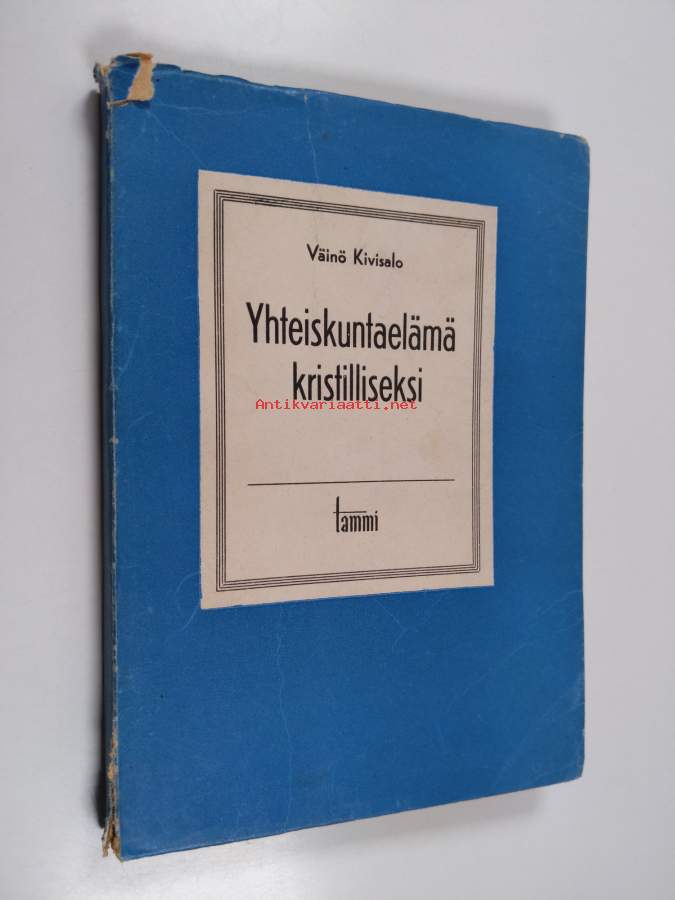 Väinö Kivisalo
Yhteiskuntaelämä
kristilliseksi
Antikvariaatti.net
tammi